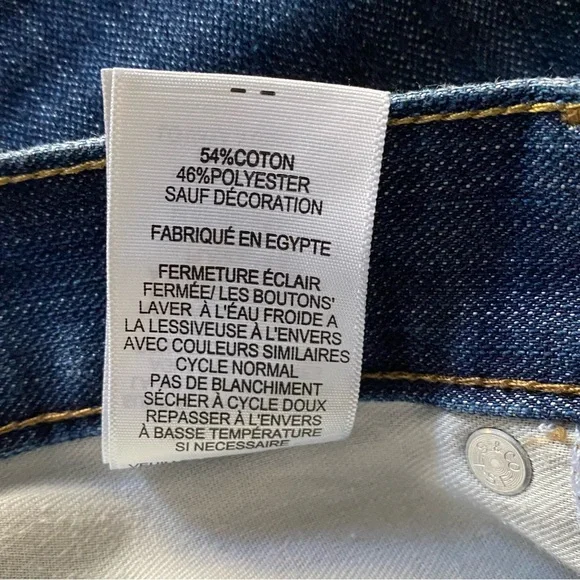 54%COTON
46%POLYESTER
SAUF DÉCORATION
FABRIQUÉ EN EGYPTE
FERMETURE ÉCLAIR
FERMÉE/ LES BOUTONS'
LAVER À L'ÉAU FROIDE A
LA LESSIVEUSE À L'ENVERS
AVEC COULEURS SIMILAIRES
CYCLE NORMAL
PAS DE BLANCHIMENT
SÉCHER À CYCLE DOUX
REPASSER À L'ENVERS
À BASSE TEMPÉRATURE
SI NECESSAIRE